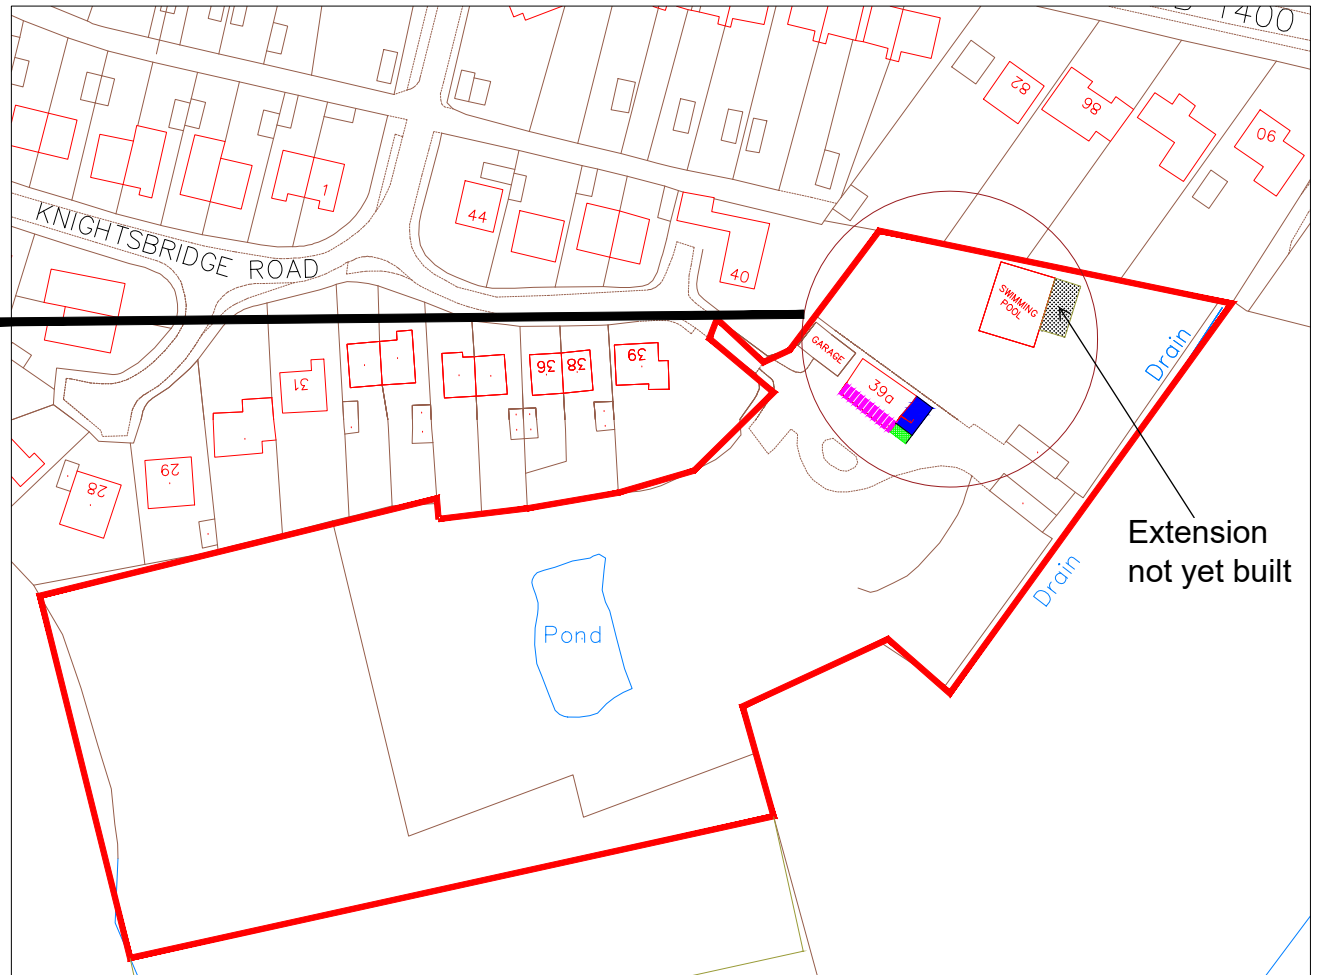 1400
82
86
90
1
44
40
KNIGHTSBRIDGE ROAD
SWIMMING
POOL
GARAGE
39a
Drain
31
36
38
39
29
28
Extension
not yet built
Drain
Pond